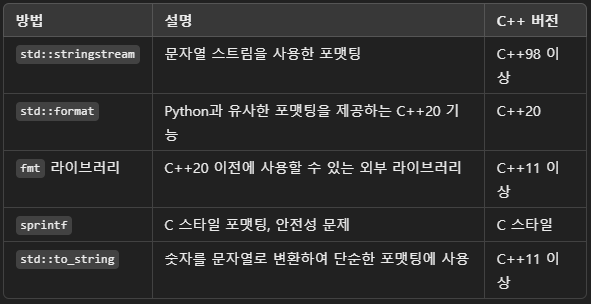 방법 설명 C++ 버전
std::stringstream 문자열 스트림을 사용한 포맷팅 C++98 이
상
std::format Python과 유사한 포맷팅을 제공하는 C++20 기 C++20
능
fmt 라이브러리 C++20 이전에 사용할 수 있는 외부 라이브러리 C++11 이
상
sprintf C 스타일 포맷팅, 안전성 문제 C 스타일
std::to_string 숫자를 문자열로 변환하여 단순한 포맷팅에 사용 C++11 이
상